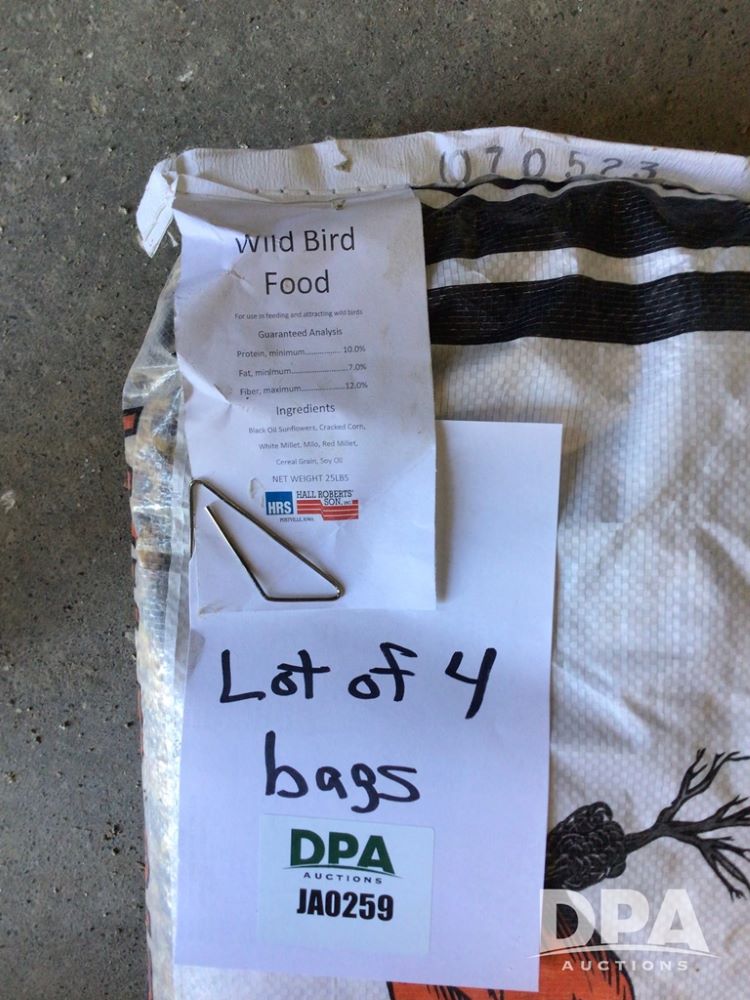 070523
Wild Bird
Food
For use in feeding and attracting wild birds
Guaranteed Analysis
Protein, minimum.................10.0%
Fat, minimum..........................7.0%
Fiber, maximum....................12.0%
Ingredients
Black Oil Sunflowers, Cracked Corn,
White Millet, Milo, Red Millet,
Cereal Grain, Soy Oil
NET WEIGHT 25LBS
HRS
HALL ROBERTS'
SON, INC.
POSTVILLE, IOWA
Lot of 4
bags
DPA
AUCTIONS
JA0259
DPA
AUCTIONS